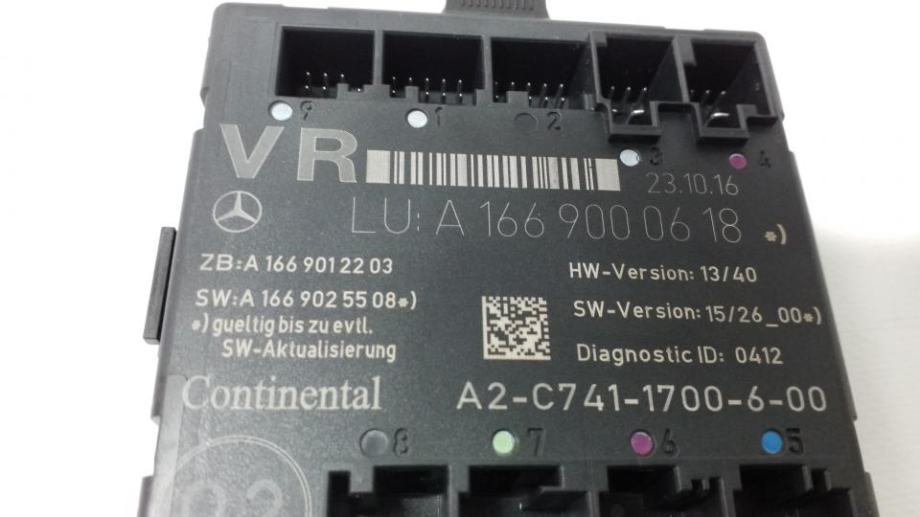 9 1 2 3 4
VR
23.10.16
LU: A 166 900 06 18 *)
ZB:A 166 901 22 03
HW-Version: 13/40
SW:A 166 902 55 08*)
SW-Version: 15/26_00*)
*) gueltig bis zu evtl.
SW-Aktualisierung
Diagnostic ID: 0412
Continental
A2-C741-1700-6-00
8 7 6 5